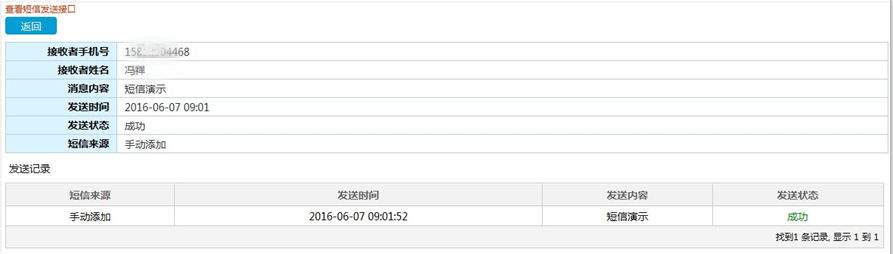 查看短信发送接口
返回
接收者手机号 15 4468
接收者姓名 冯祥
消息内容 短信演示
发送时间 2016-06-07 09:01
发送状态 成功
短信来源 手动添加
发送记录
短信来源 发送时间 发送内容 发送状态
手动添加 2016-06-07 09:01:52 短信演示 成功
找到1 条记录, 显示 1 到 1